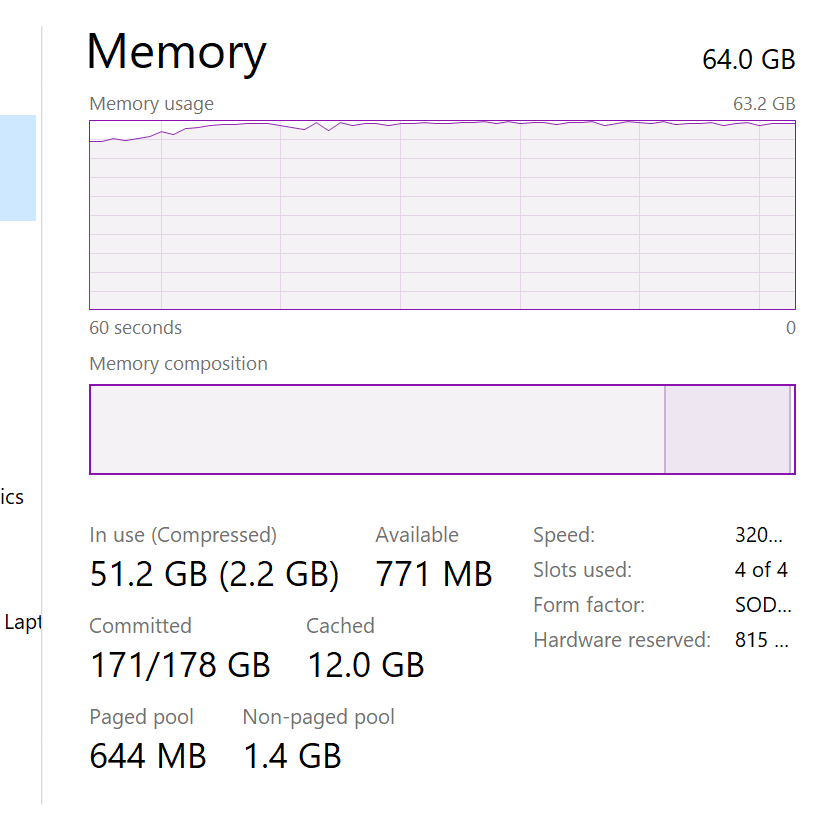 Memory
64.0 GB
Memory usage
63.2 GB
60 seconds
0
Memory composition
ics
Lapt
In use (Compressed)
51.2 GB (2.2 GB)
Available
771 MB
Committed
171/178 GB
Cached
12.0 GB
Paged pool
644 MB
Non-paged pool
1.4 GB
Speed:
320...
Slots used:
4 of 4
Form factor:
SOD...
Hardware reserved:
815 ...